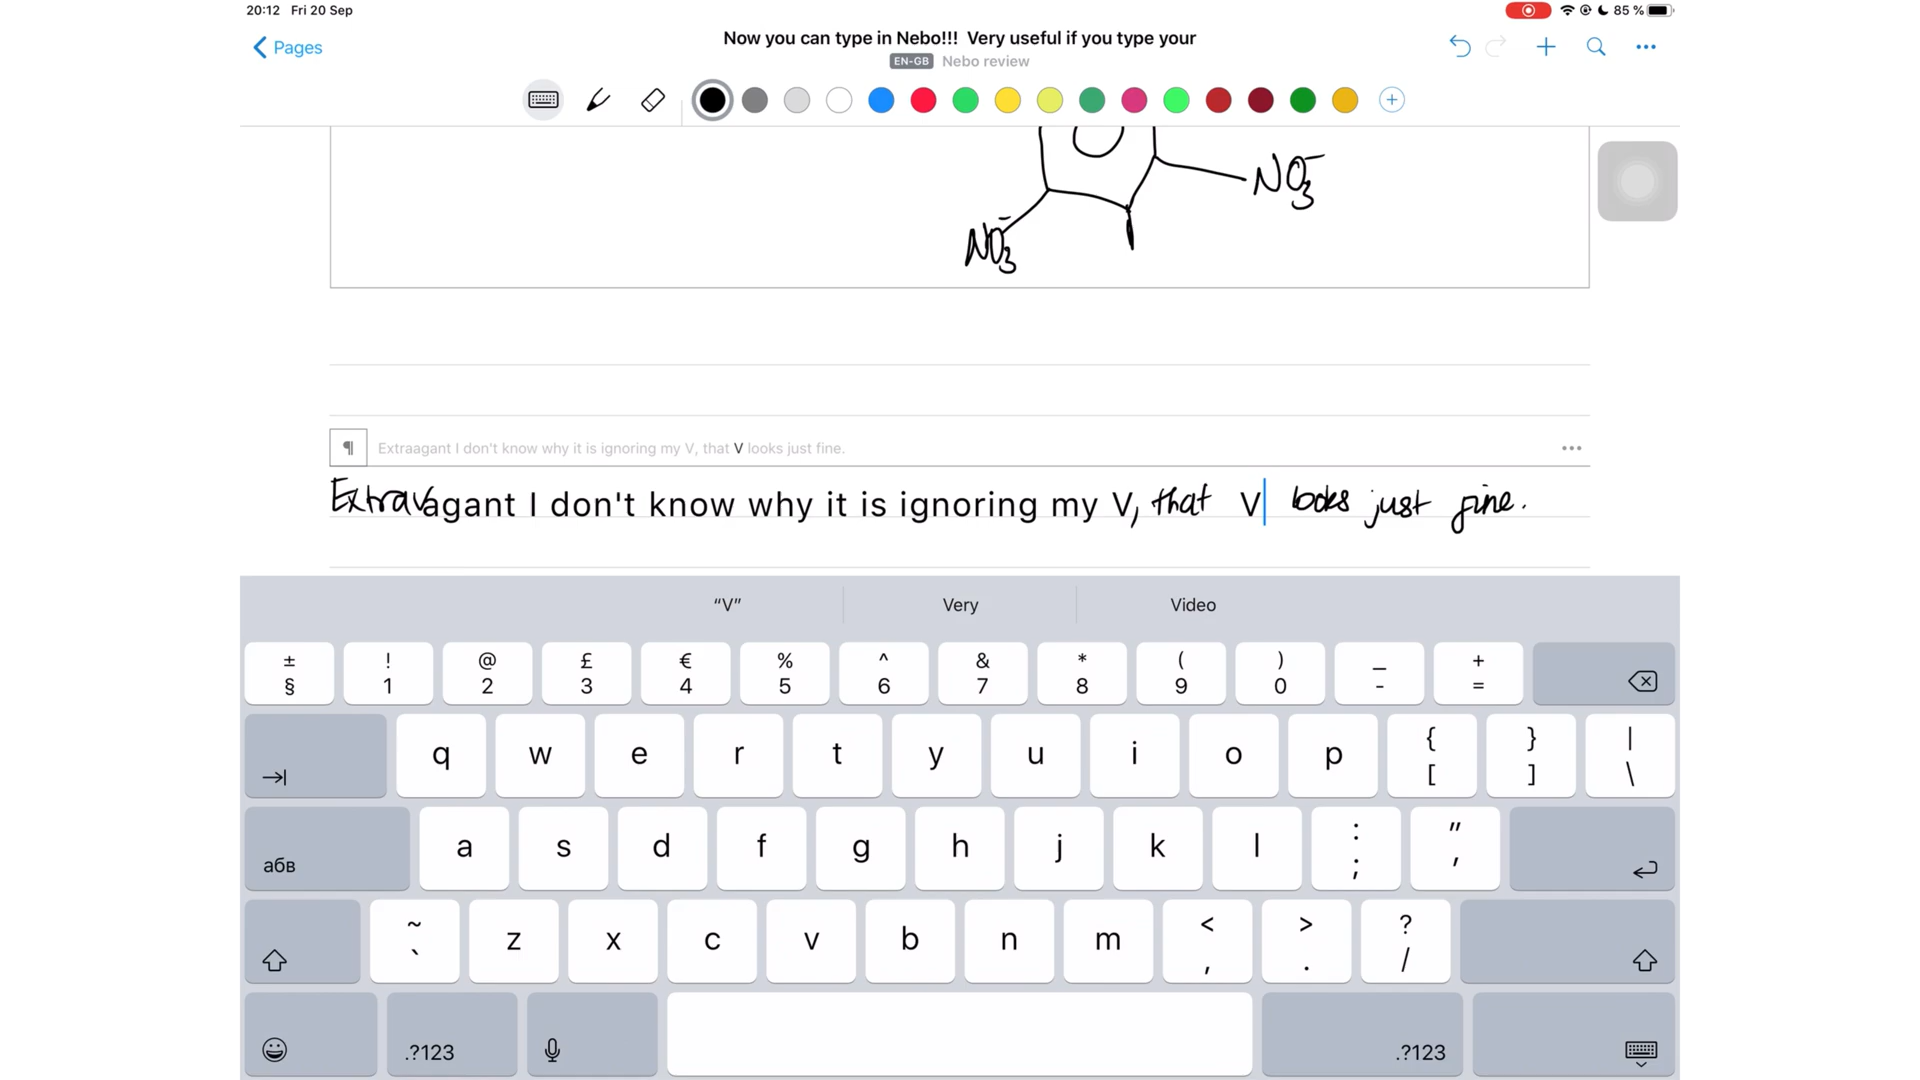 20:12 Fri 20 Sep 85 %
Pages
Now you can type in Nebo!!! Very useful if you type your
EN-GB Nebo review
NO3-
NO3-
¶ Extraagant I don't know why it is ignoring my V, that V looks just fine. •••
Extravagant I don't know why it is ignoring my V, that V looks just fine.
“V” Very Video
± ! @ £ € % ^ & * ( ) _ +
§ 1 2 3 4 5 6 7 8 9 0 - =
q w e r t y u i o p { [ } ] | \
абв a s d f g h j k l : ; " '
~ ` z x c v b n m < , > . ? /
.?123 .?123